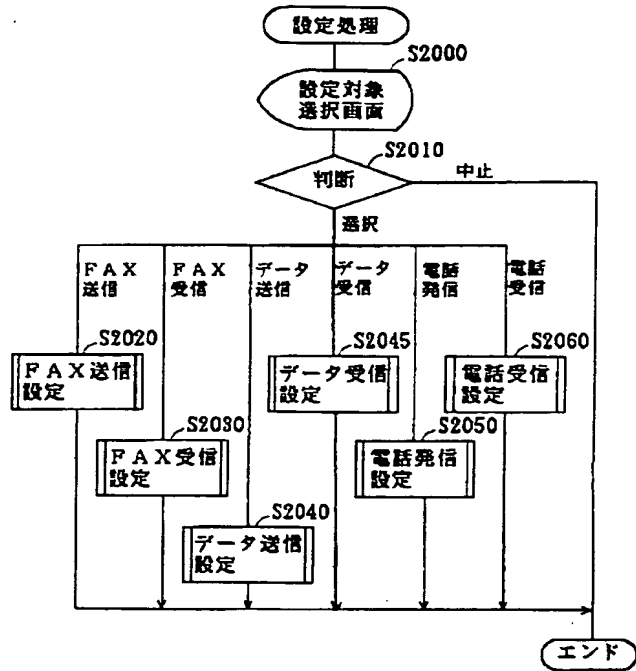 設定処理
S2000
設定対象
選択画面
S2010
判断
中止
選択
FAX
送信
FAX
受信
データ
送信
データ
受信
電話
発信
電話
受信
S2020
FAX送信
設定
S2045
データ受信
設定
S2060
電話受信
設定
S2030
FAX受信
設定
S2050
電話発信
設定
S2040
データ送信
設定
エンド